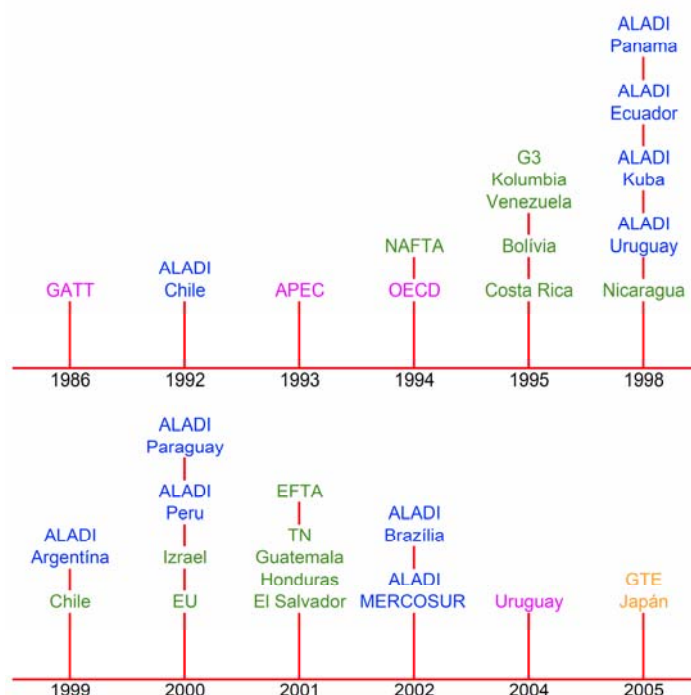 ALADI
Panama
ALADI
Ecuador
G3
Kolumbia
Venezuela
ALADI
Kuba
NAFTA
Bolívia
ALADI
Uruguay
GATT
ALADI
Chile
APEC
OECD
Costa Rica
Nicaragua
1986
1992
1993
1994
1995
1998
ALADI
Paraguay
ALADI
Argentína
ALADI
Peru
Izrael
EFTA
TN
Guatemala
Honduras
El Salvador
ALADI
Brazília
ALADI
MERCOSUR
Chile
EU
Uruguay
GTE
Japán
1999
2000
2001
2002
2004
2005